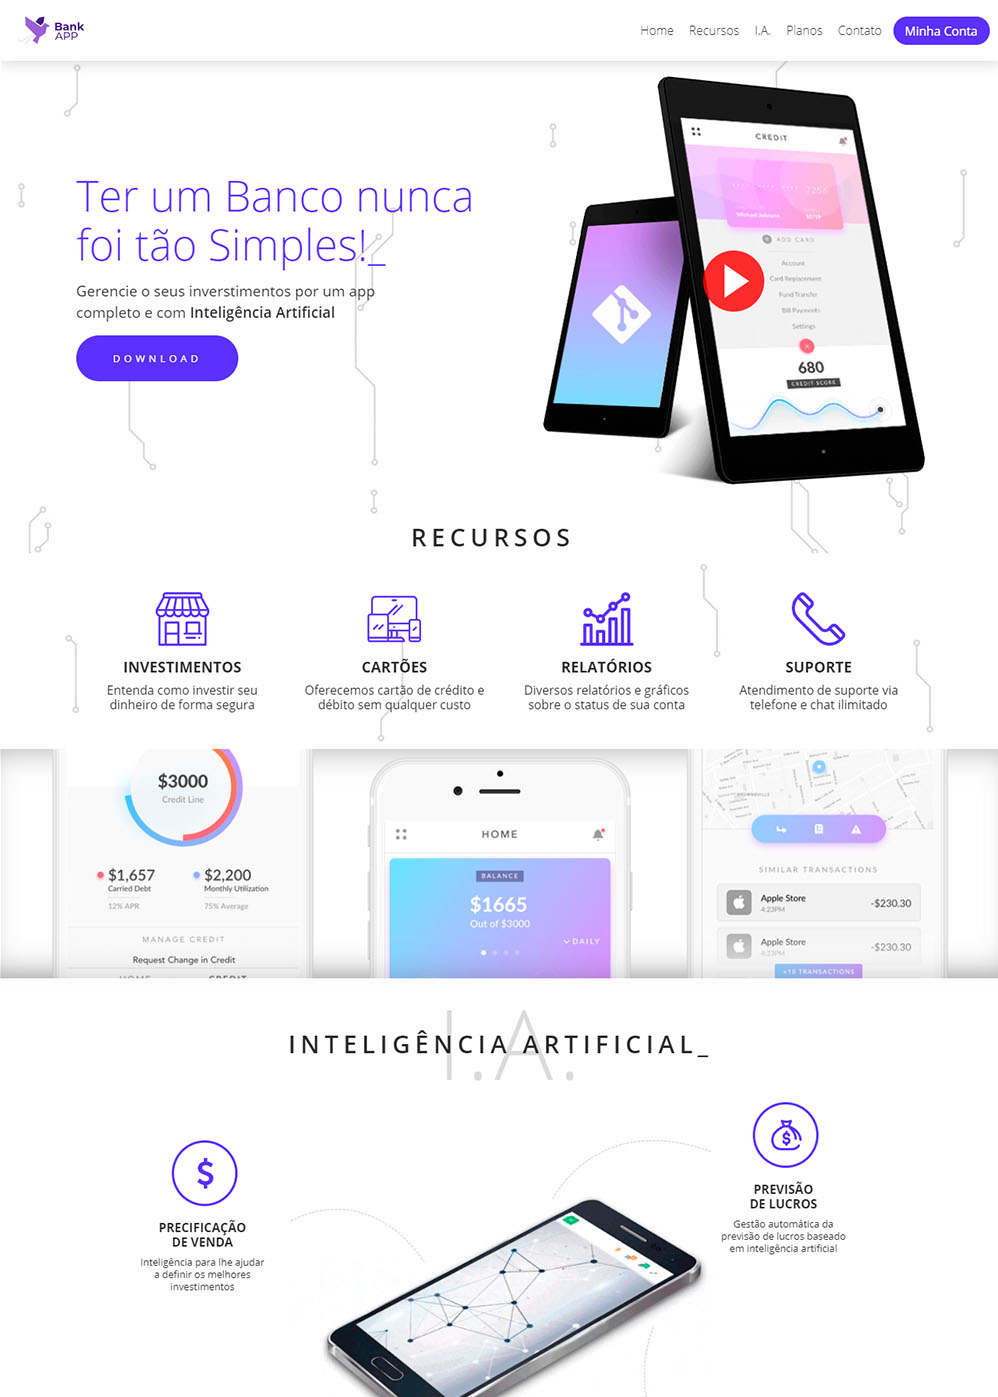 Bank
APP
Home
Recursos
I.A.
Planos
Contato
Minha Conta
Ter um Banco nunca
foi tão Simples!_
Gerencie o seus inverstimentos por um app
completo e com Inteligência Artificial
DOWNLOAD
CREDIT
7256
Michael Johnson
ADD CARD
Account
Card Replacement
Fund Transfer
Bill Payments
Settings
680
CREDIT SCORE
RECURSOS
INVESTIMENTOS
Entenda como investir seu
dinheiro de forma segura
CARTÕES
Oferecemos cartão de crédito e
débito sem qualquer custo
RELATÓRIOS
Diversos relatórios e gráficos
sobre o status de sua conta
SUPORTE
Atendimento de suporte via
telefone e chat ilimitado
$3000
Credit Line
$1,657
Carried Debt
12% APR
$2,200
Monthly Utilization
75% Average
MANAGE CREDIT
Request Change in Credit
HOME
CREDIT
HOME
BALANCE
$1665
Out of $3000
DAILY
SIMILAR TRANSACTIONS
Apple Store
4:23PM
-$230.30
Apple Store
4:23PM
-$230.30
+10 TRANSACTIONS
I.A.
INTELIGÊNCIA ARTIFICIAL_
PRECIFICAÇÃO
DE VENDA
Inteligência para lhe ajudar
a definir os melhores
investimentos
PREVISÃO
DE LUCROS
Gestão automática da
previsão de lucros baseado
em inteligência artificial